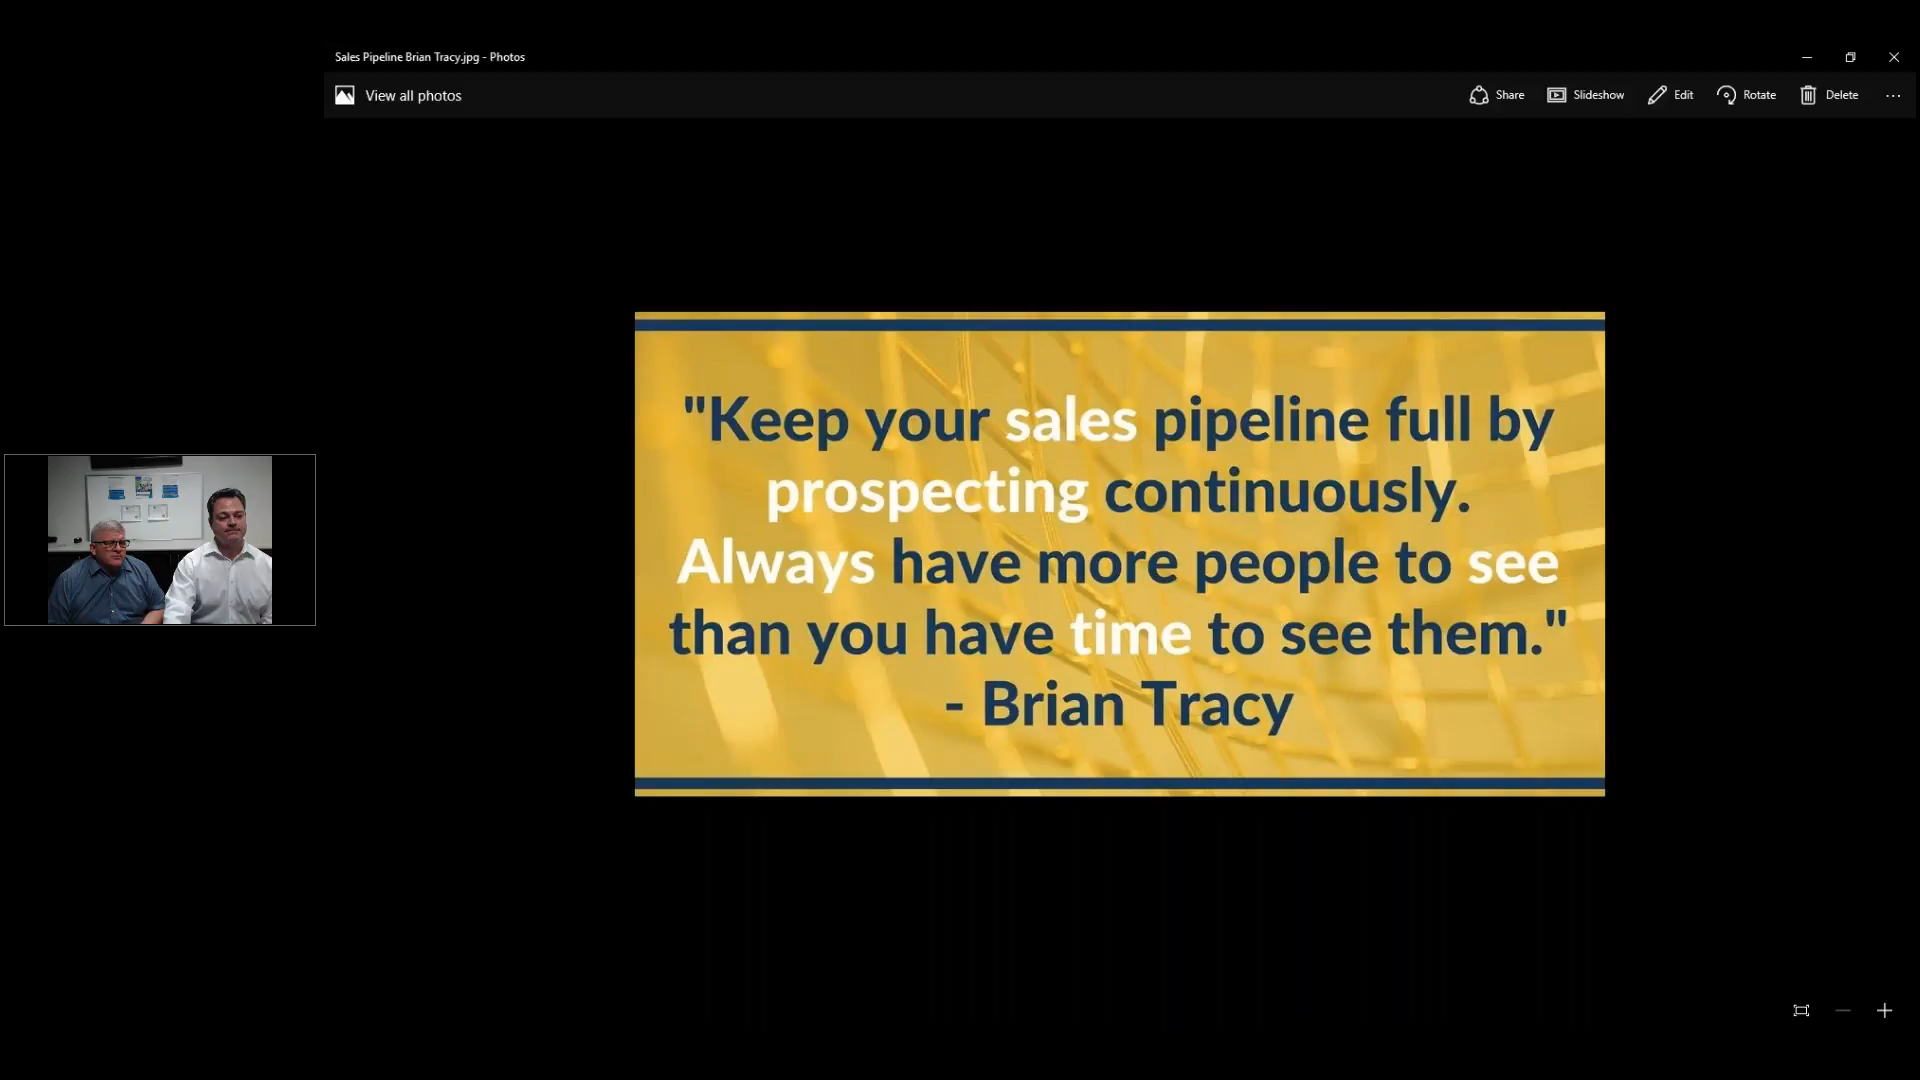 Sales Pipeline Brian Tracy.jpg - Photos
View all photos
Share
Slideshow
Edit
Rotate
Delete
"Keep your sales pipeline full by
prospecting continuously.
Always have more people to see
than you have time to see them."
- Brian Tracy